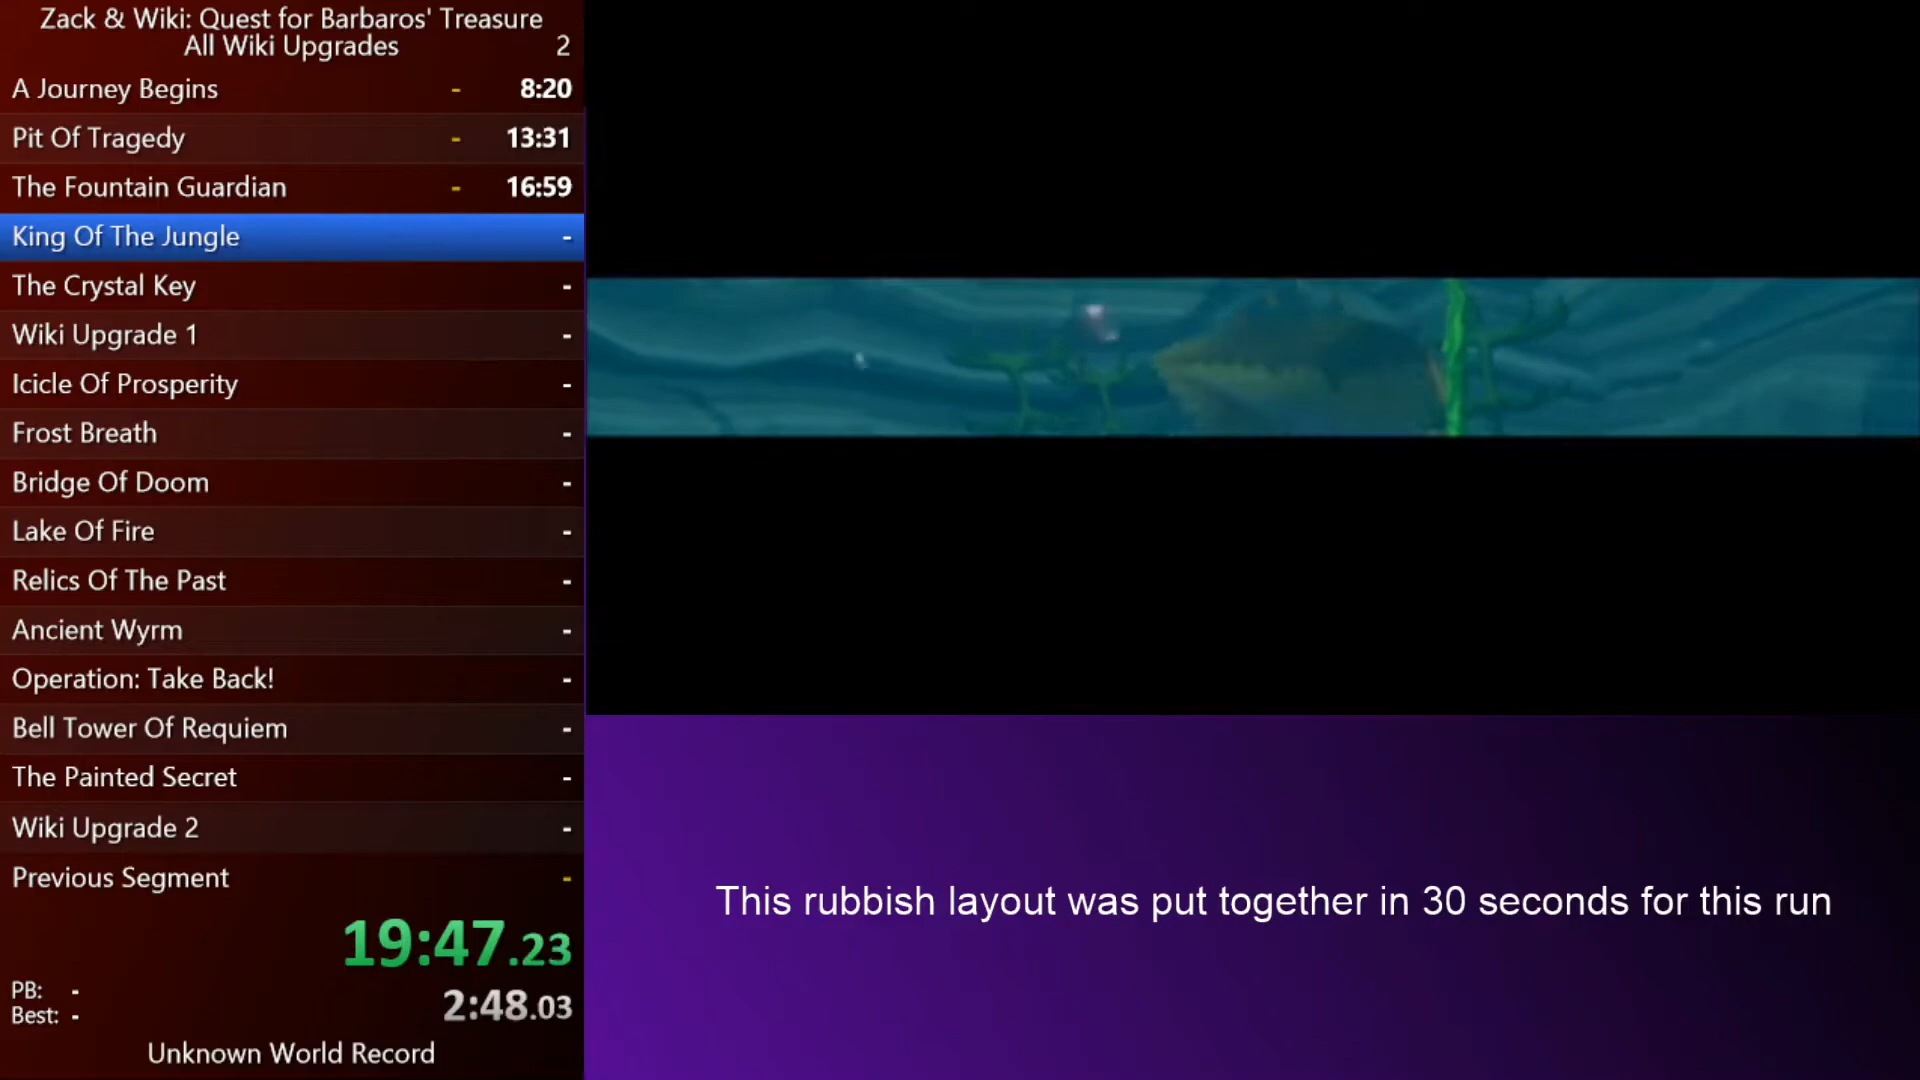 Zack & Wiki: Quest for Barbaros' Treasure
All Wiki Upgrades 2
A Journey Begins - 8:20
Pit Of Tragedy - 13:31
The Fountain Guardian - 16:59
King Of The Jungle -
The Crystal Key -
Wiki Upgrade 1 -
Icicle Of Prosperity -
Frost Breath -
Bridge Of Doom -
Lake Of Fire -
Relics Of The Past -
Ancient Wyrm -
Operation: Take Back! -
Bell Tower Of Requiem -
The Painted Secret -
Wiki Upgrade 2 -
Previous Segment -
19:47.23
PB: -
Best: -
2:48.03
Unknown World Record
This rubbish layout was put together in 30 seconds for this run